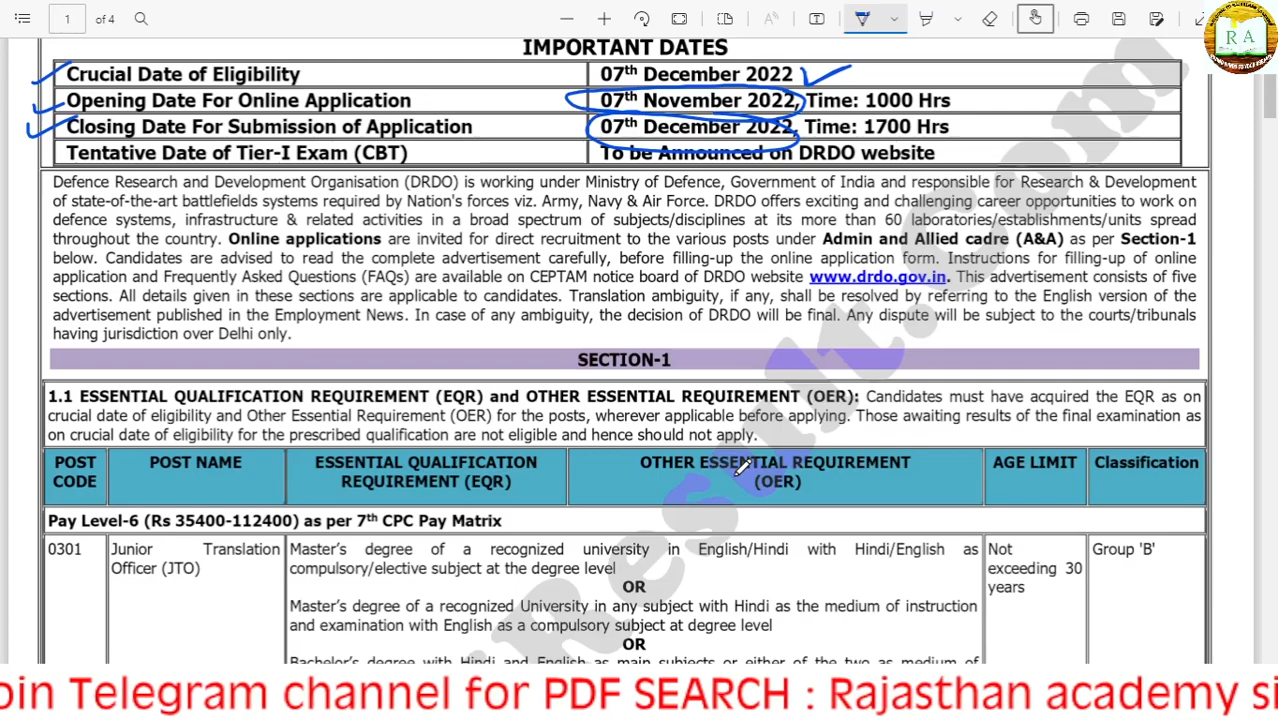 1 of 4
R A
IMPORTANT DATES
Crucial Date of Eligibility 07th December 2022
Opening Date For Online Application 07th November 2022, Time: 1000 Hrs
Closing Date For Submission of Application 07th December 2022, Time: 1700 Hrs
Tentative Date of Tier-I Exam (CBT) To be Announced on DRDO website
Defence Research and Development Organisation (DRDO) is working under Ministry of Defence, Government of India and responsible for Research & Development
of state-of-the-art battlefields systems required by Nation's forces viz. Army, Navy & Air Force. DRDO offers exciting and challenging career opportunities to work on
defence systems, infrastructure & related activities in a broad spectrum of subjects/disciplines at its more than 60 laboratories/establishments/units spread
throughout the country. Online applications are invited for direct recruitment to the various posts under Admin and Allied cadre (A&A) as per Section-1
below. Candidates are advised to read the complete advertisement carefully, before filling-up the online application form. Instructions for filling-up of online
application and Frequently Asked Questions (FAQs) are available on CEPTAM notice board of DRDO website www.drdo.gov.in. This advertisement consists of five
sections. All details given in these sections are applicable to candidates. Translation ambiguity, if any, shall be resolved by referring to the English version of the
advertisement published in the Employment News. In case of any ambiguity, the decision of DRDO will be final. Any dispute will be subject to the courts/tribunals
having jurisdiction over Delhi only.
SECTION-1
1.1 ESSENTIAL QUALIFICATION REQUIREMENT (EQR) and OTHER ESSENTIAL REQUIREMENT (OER): Candidates must have acquired the EQR as on
crucial date of eligibility and Other Essential Requirement (OER) for the posts, wherever applicable before applying. Those awaiting results of the final examination as
on crucial date of eligibility for the prescribed qualification are not eligible and hence should not apply.
POST CODE POST NAME ESSENTIAL QUALIFICATION REQUIREMENT (EQR) OTHER ESSENTIAL REQUIREMENT (OER) AGE LIMIT Classification
Pay Level-6 (Rs 35400-112400) as per 7th CPC Pay Matrix
0301 Junior Translation Master's degree of a recognized university in English/Hindi with Hindi/English as Not Group 'B'
Officer (JTO) compulsory/elective subject at the degree level exceeding 30
OR years
Master's degree of a recognized University in any subject with Hindi as the medium of instruction
and examination with English as a compulsory subject at degree level
OR
Bachelor's degree with Hindi and English as main subjects or either of the two as medium of
oin Telegram channel for PDF SEARCH : Rajasthan academy si